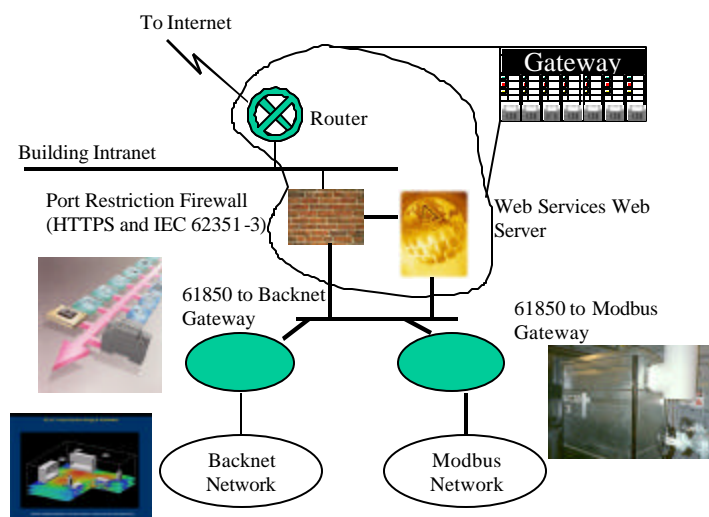 To Internet
Gateway
Router
Building Intranet
Port Restriction Firewall
(HTTPS and IEC 62351-3)
Web Services Web
Server
61850 to Backnet
Gateway
61850 to Modbus
Gateway
Backnet
Network
Modbus
Network